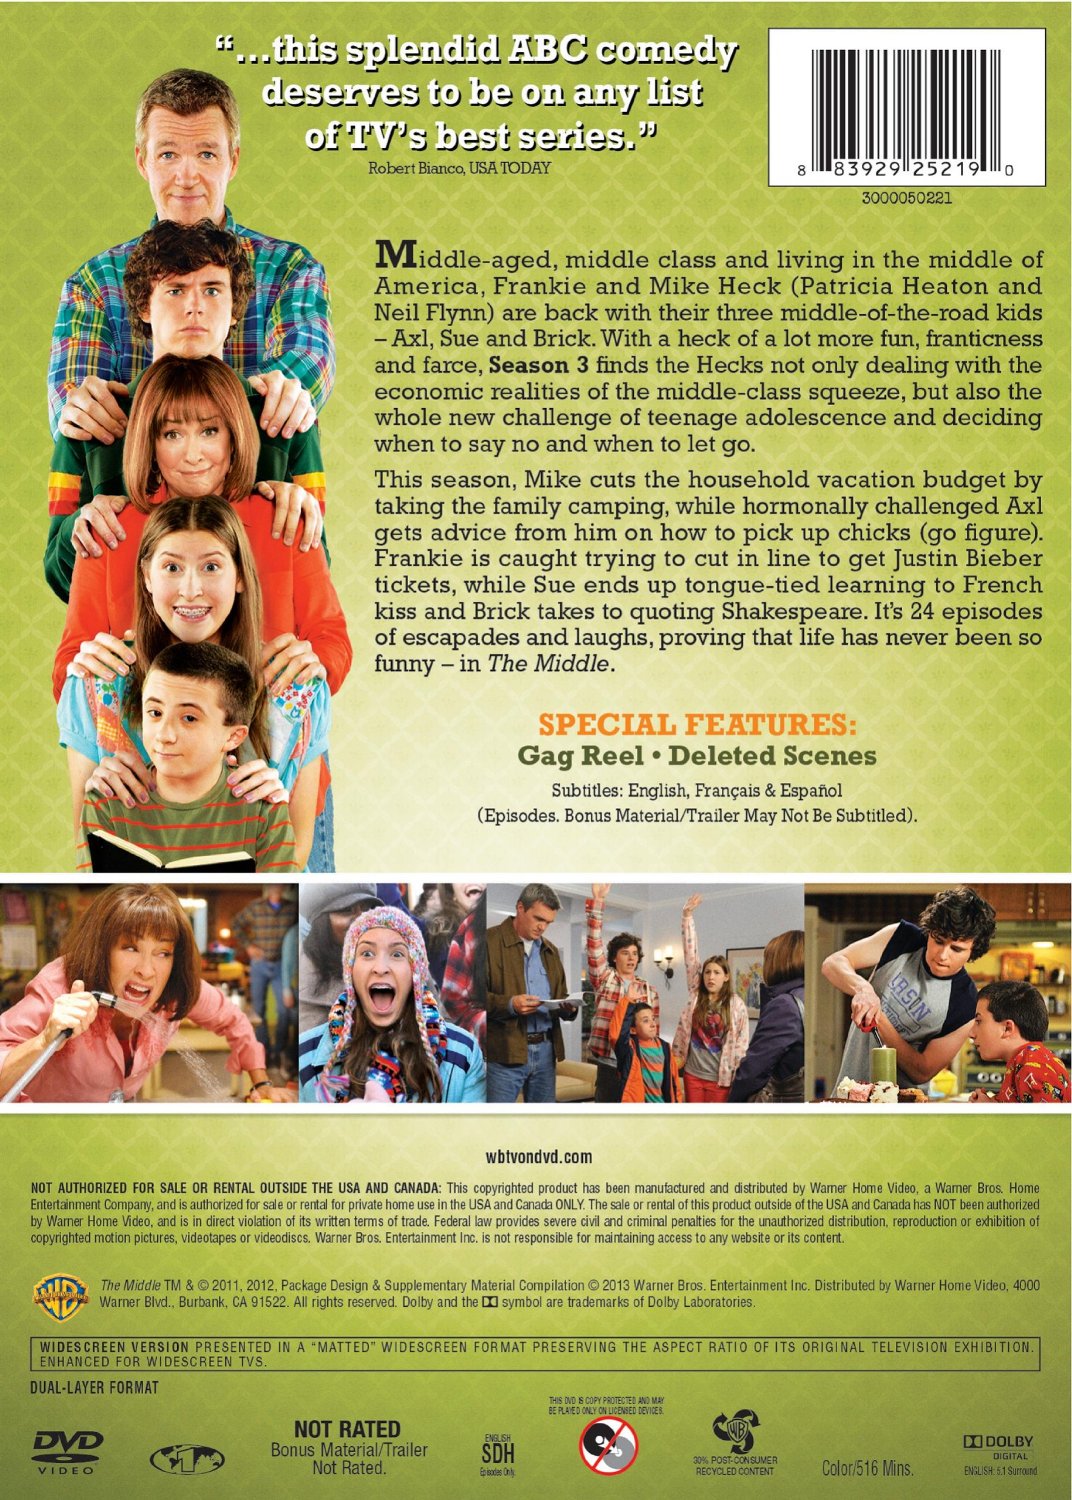 “...this splendid ABC comedy
deserves to be on any list
of TV’s best series.”
Robert Bianco, USA TODAY
8 83929 25219 0
3000050221
Middle-aged, middle class and living in the middle of
America, Frankie and Mike Heck (Patricia Heaton and
Neil Flynn) are back with their three middle-of-the-road kids
– Axl, Sue and Brick. With a heck of a lot more fun, franticness
and farce, Season 3 finds the Hecks not only dealing with the
economic realities of the middle-class squeeze, but also the
whole new challenge of teenage adolescence and deciding
when to say no and when to let go.
This season, Mike cuts the household vacation budget by
taking the family camping, while hormonally challenged Axl
gets advice from him on how to pick up chicks (go figure).
Frankie is caught trying to cut in line to get Justin Bieber
tickets, while Sue ends up tongue-tied learning to French
kiss and Brick takes to quoting Shakespeare. It’s 24 episodes
of escapades and laughs, proving that life has never been so
funny – in The Middle.
SPECIAL FEATURES:
Gag Reel • Deleted Scenes
Subtitles: English, Français & Español
(Episodes. Bonus Material/Trailer May Not Be Subtitled).
wbtvondvd.com
NOT AUTHORIZED FOR SALE OR RENTAL OUTSIDE THE USA AND CANADA: This copyrighted product has been manufactured and distributed by Warner Home Video, a Warner Bros. Home
Entertainment Company, and is authorized for sale or rental for private home use in the USA and Canada ONLY. The sale or rental of this product outside of the USA and Canada has NOT been authorized
by Warner Home Video, and is in direct violation of its written terms of trade. Federal law provides severe civil and criminal penalties for the unauthorized distribution, reproduction or exhibition of
copyrighted motion pictures, videotapes or videodiscs. Warner Bros. Entertainment Inc. is not responsible for maintaining access to any website or its content.
The Middle TM & © 2011, 2012, Package Design & Supplementary Material Compilation © 2013 Warner Bros. Entertainment Inc. Distributed by Warner Home Video, 4000
Warner Blvd., Burbank, CA 91522. All rights reserved. Dolby and the DD symbol are trademarks of Dolby Laboratories.
WIDESCREEN VERSION PRESENTED IN A “MATTED” WIDESCREEN FORMAT PRESERVING THE ASPECT RATIO OF ITS ORIGINAL TELEVISION EXHIBITION.
ENHANCED FOR WIDESCREEN TVS.
DUAL-LAYER FORMAT
DVD
VIDEO
1
NOT RATED
Bonus Material/Trailer
Not Rated.
ENGLISH
SDH
Episodes Only.
THIS DVD IS COPY PROTECTED AND MAY
BE PLAYED ONLY ON LICENSED DEVICES.
WB
30% POST-CONSUMER
RECYCLED CONTENT
Color/516 Mins.
DOLBY
DIGITAL
ENGLISH: 5.1 Surround